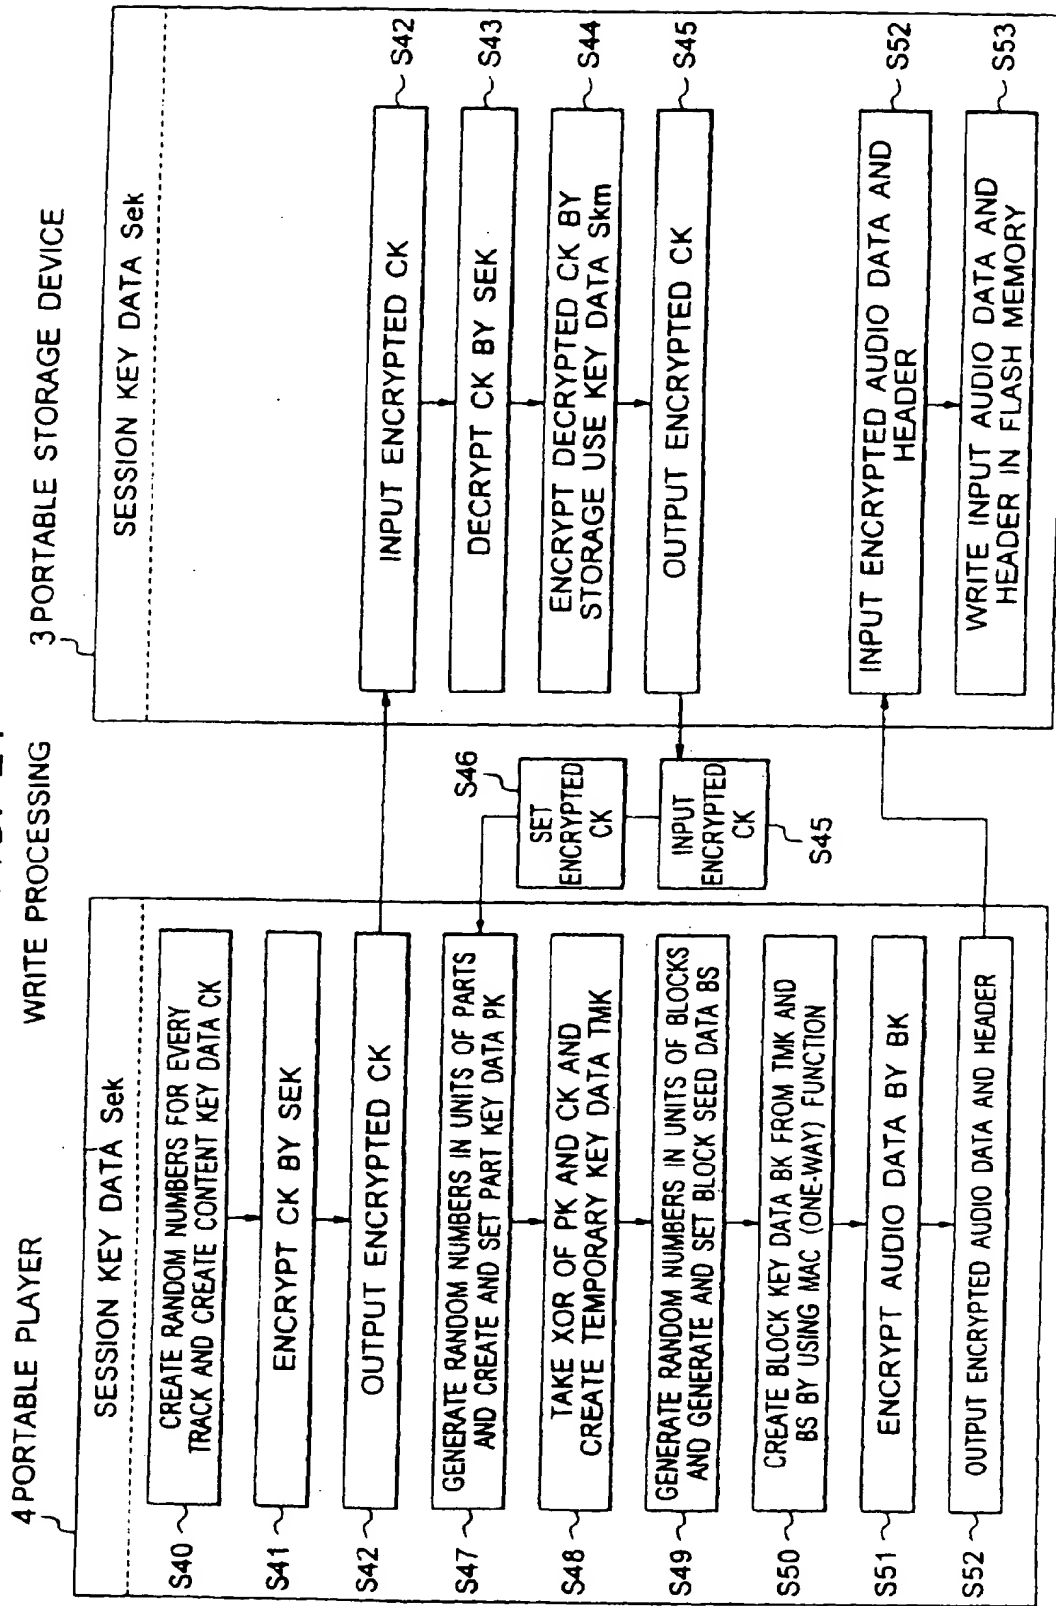 WRITE PROCESSING
4 PORTABLE PLAYER
SESSION KEY DATA Sek
S40
CREATE RANDOM NUMBERS FOR EVERY
TRACK AND CREATE CONTENT KEY DATA CK
S41
ENCRYPT CK BY SEK
S42
OUTPUT ENCRYPTED CK
S47
GENERATE RANDOM NUMBERS IN UNITS OF PARTS
AND CREATE AND SET PART KEY DATA PK
S48
TAKE XOR OF PK AND CK AND
CREATE TEMPORARY KEY DATA TMK
S49
GENERATE RANDOM NUMBERS IN UNITS OF BLOCKS
AND GENERATE AND SET BLOCK SEED DATA BS
S50
CREATE BLOCK KEY DATA BK FROM TMK AND
BS BY USING MAC (ONE-WAY) FUNCTION
S51
ENCRYPT AUDIO DATA BY BK
S52
OUTPUT ENCRYPTED AUDIO DATA AND HEADER
S46
SET
ENCRYPTED
CK
INPUT
ENCRYPTED
CK
S45
3 PORTABLE STORAGE DEVICE
SESSION KEY DATA Sek
INPUT ENCRYPTED CK
S42
DECRYPT CK BY SEK
S43
ENCRYPT DECRYPTED CK BY
STORAGE USE KEY DATA Skm
S44
OUTPUT ENCRYPTED CK
S45
INPUT ENCRYPTED AUDIO DATA AND
HEADER
S52
WRITE INPUT AUDIO DATA AND
HEADER IN FLASH MEMORY
S53